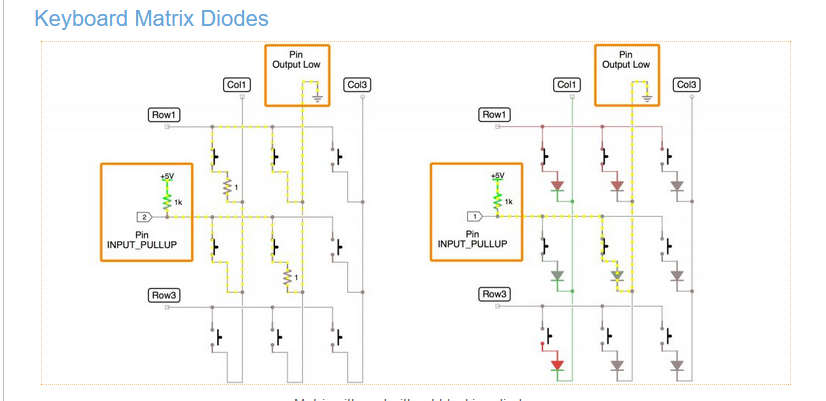 Keyboard Matrix Diodes
Pin
Output Low
Col1
Col3
Row1
+5V
1k
1
2
Pin
INPUT_PULLUP
1
Row3
Pin
Output Low
Col1
Col3
Row1
+5V
1k
1
Pin
INPUT_PULLUP
Row3